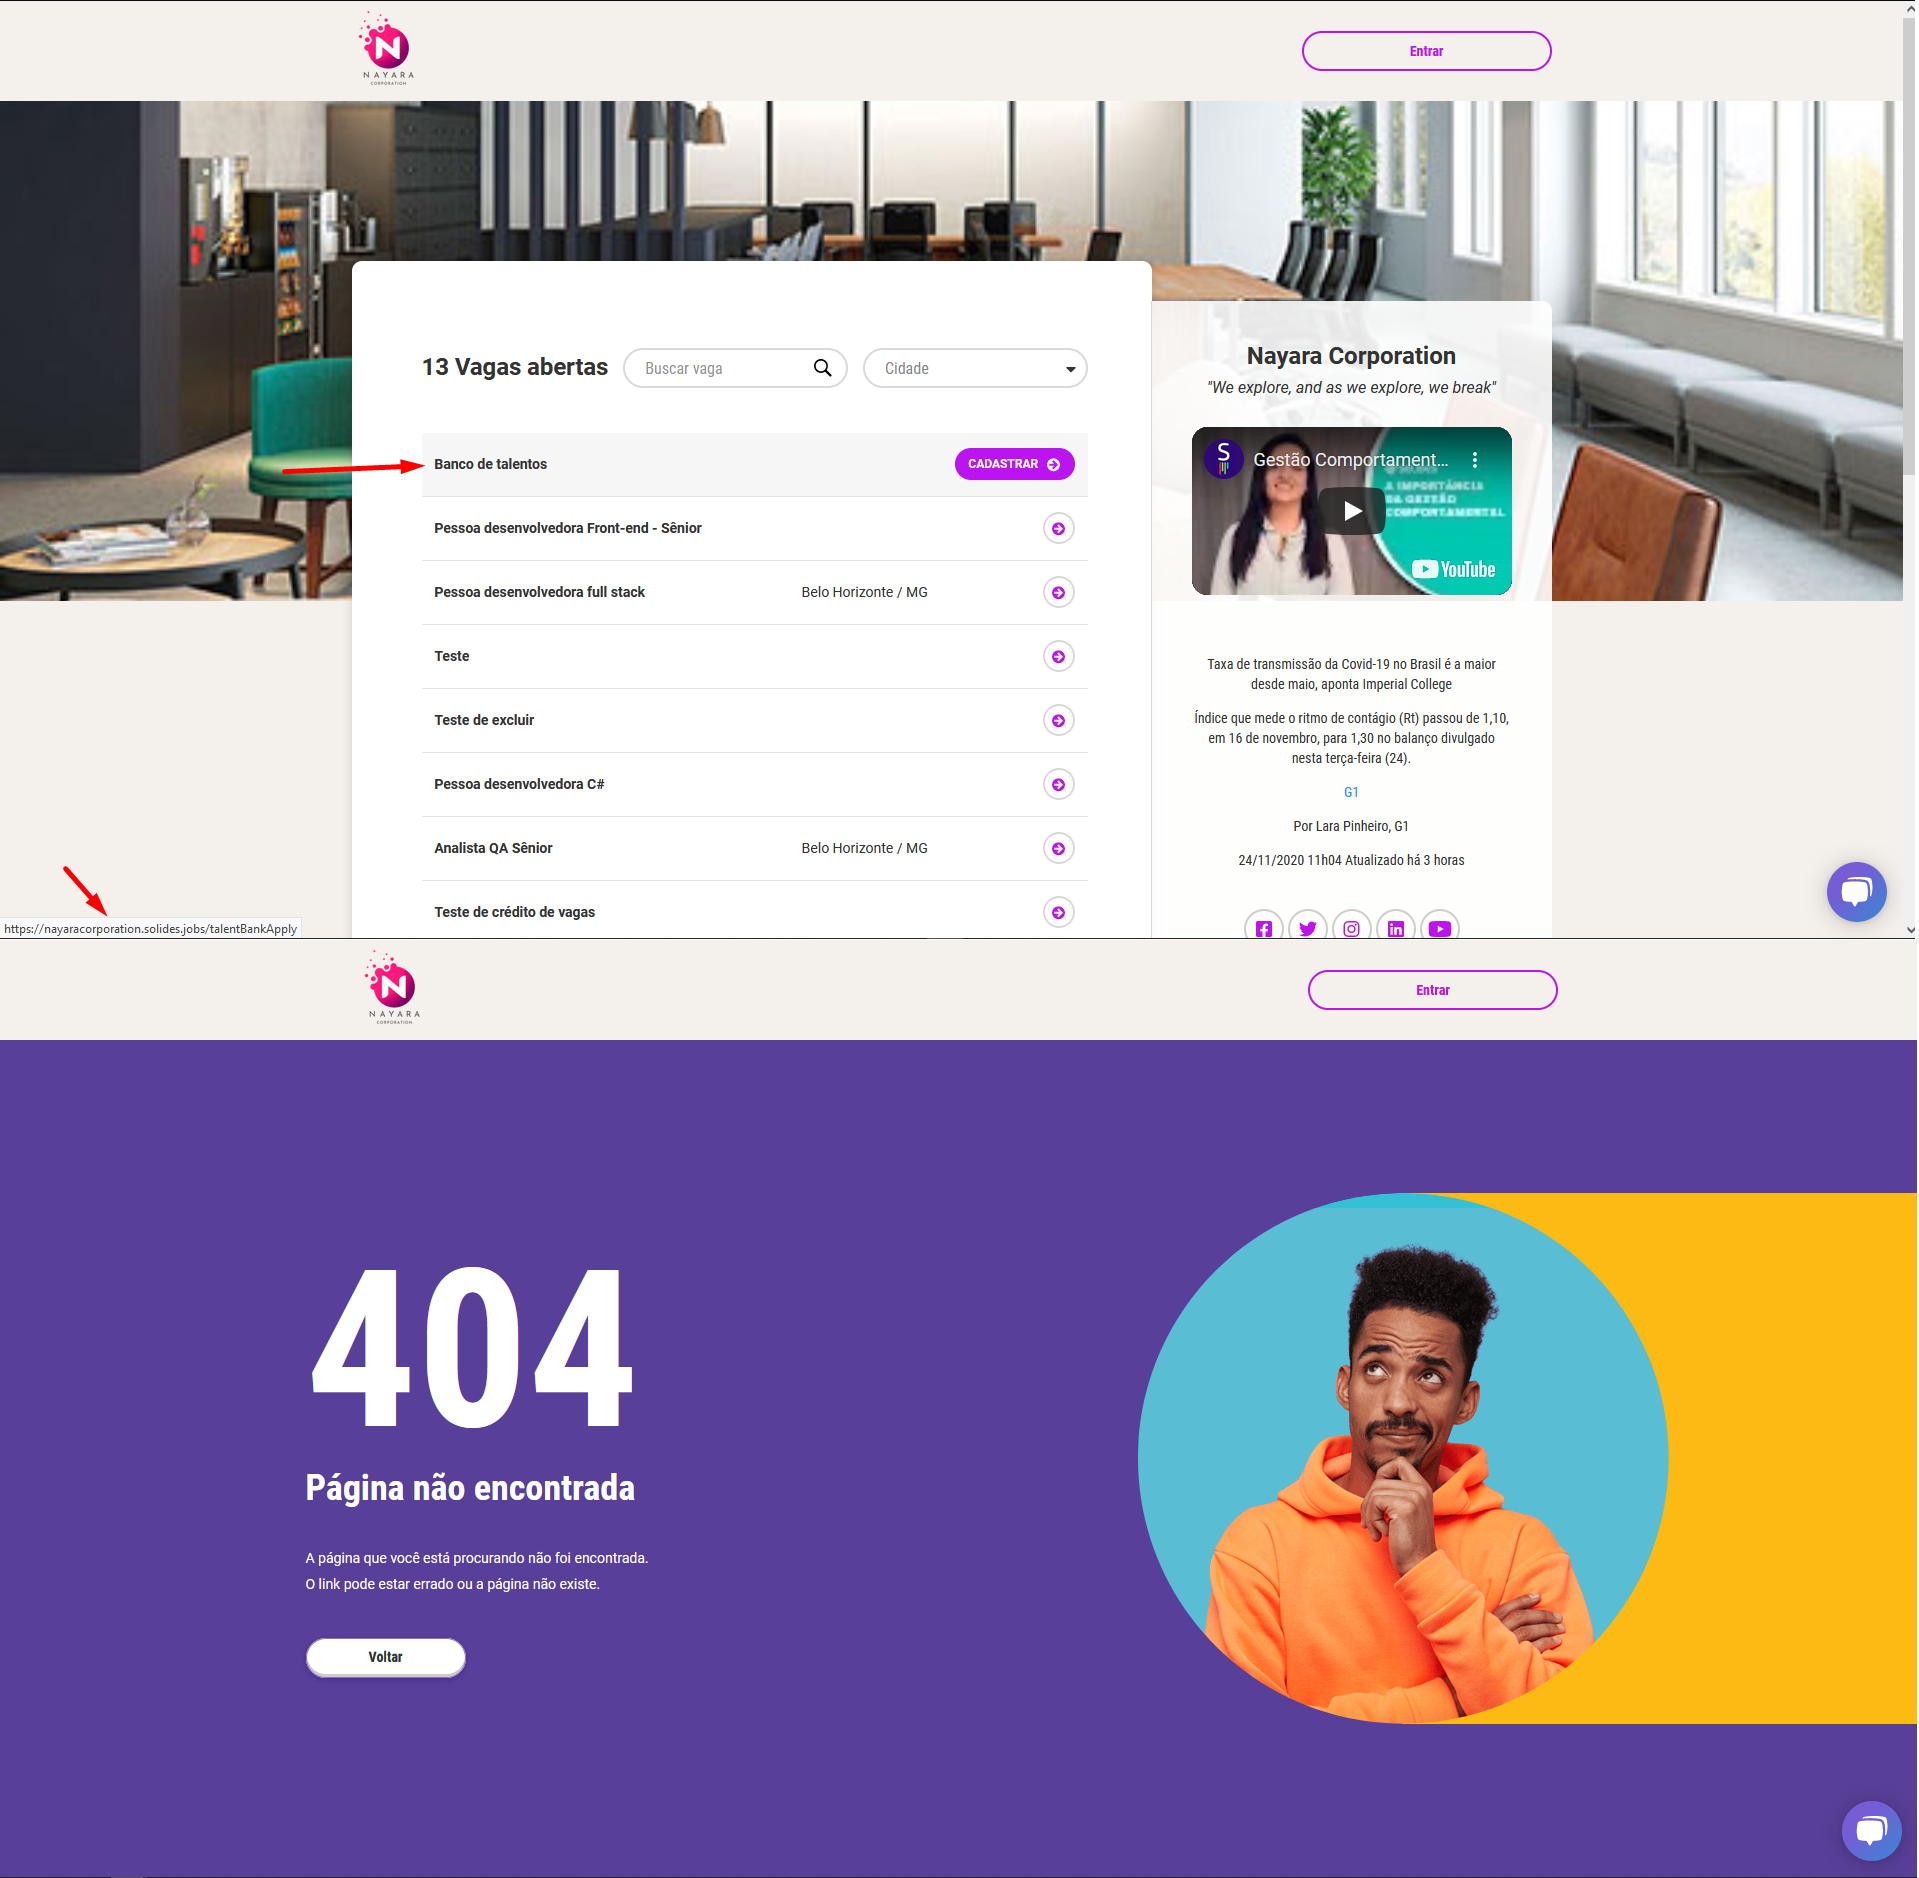 NAYARA
CORPORATION
Entrar
13 Vagas abertas
Buscar vaga
Cidade
Banco de talentos
CADASTRAR
Pessoa desenvolvedora Front-end - Sênior
Pessoa desenvolvedora full stack
Belo Horizonte / MG
Teste
Teste de excluir
Pessoa desenvolvedora C#
Analista QA Sênior
Belo Horizonte / MG
Teste de crédito de vagas
Nayara Corporation
"We explore, and as we explore, we break"
S
Gestão Comportament...
A IMPORTÂNCIA
DA GESTÃO
COMPORTAMENTAL
YouTube
Taxa de transmissão da Covid-19 no Brasil é a maior
desde maio, aponta Imperial College
Índice que mede o ritmo de contágio (Rt) passou de 1,10,
em 16 de novembro, para 1,30 no balanço divulgado
nesta terça-feira (24).
G1
Por Lara Pinheiro, G1
24/11/2020 11h04 Atualizado há 3 horas
https://nayaracorporation.solides.jobs/talentBankApply
NAYARA
CORPORATION
Entrar
404
Página não encontrada
A página que você está procurando não foi encontrada.
O link pode estar errado ou a página não existe.
Voltar